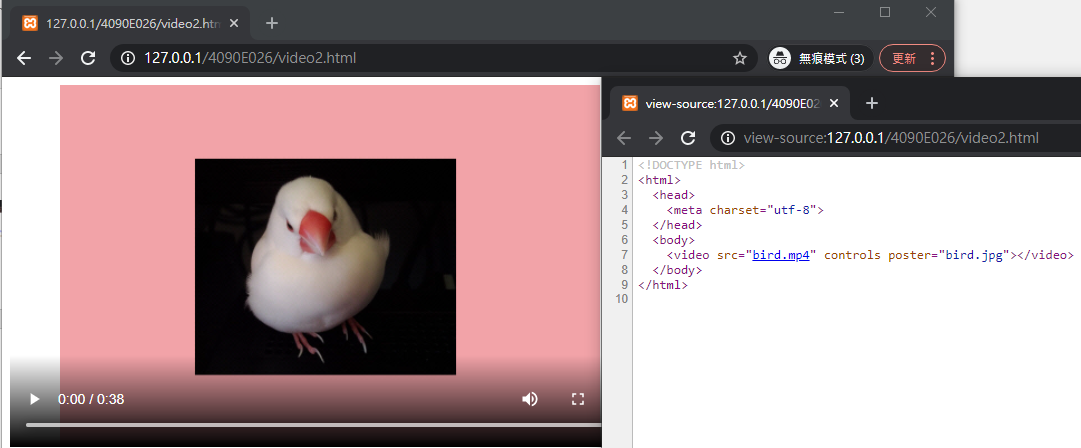 127.0.0.1/4090E026/video2.htm
127.0.0.1/4090E026/video2.html
無痕模式 (3)
更新
0:00 / 0:38
view-source:127.0.0.1/4090E02
view-source:127.0.0.1/4090E026/video2.html
1 <!DOCTYPE html>
2 <html>
3 <head>
4 <meta charset="utf-8">
5 </head>
6 <body>
7 <video src="bird.mp4" controls poster="bird.jpg"></video>
8 </body>
9 </html>
10